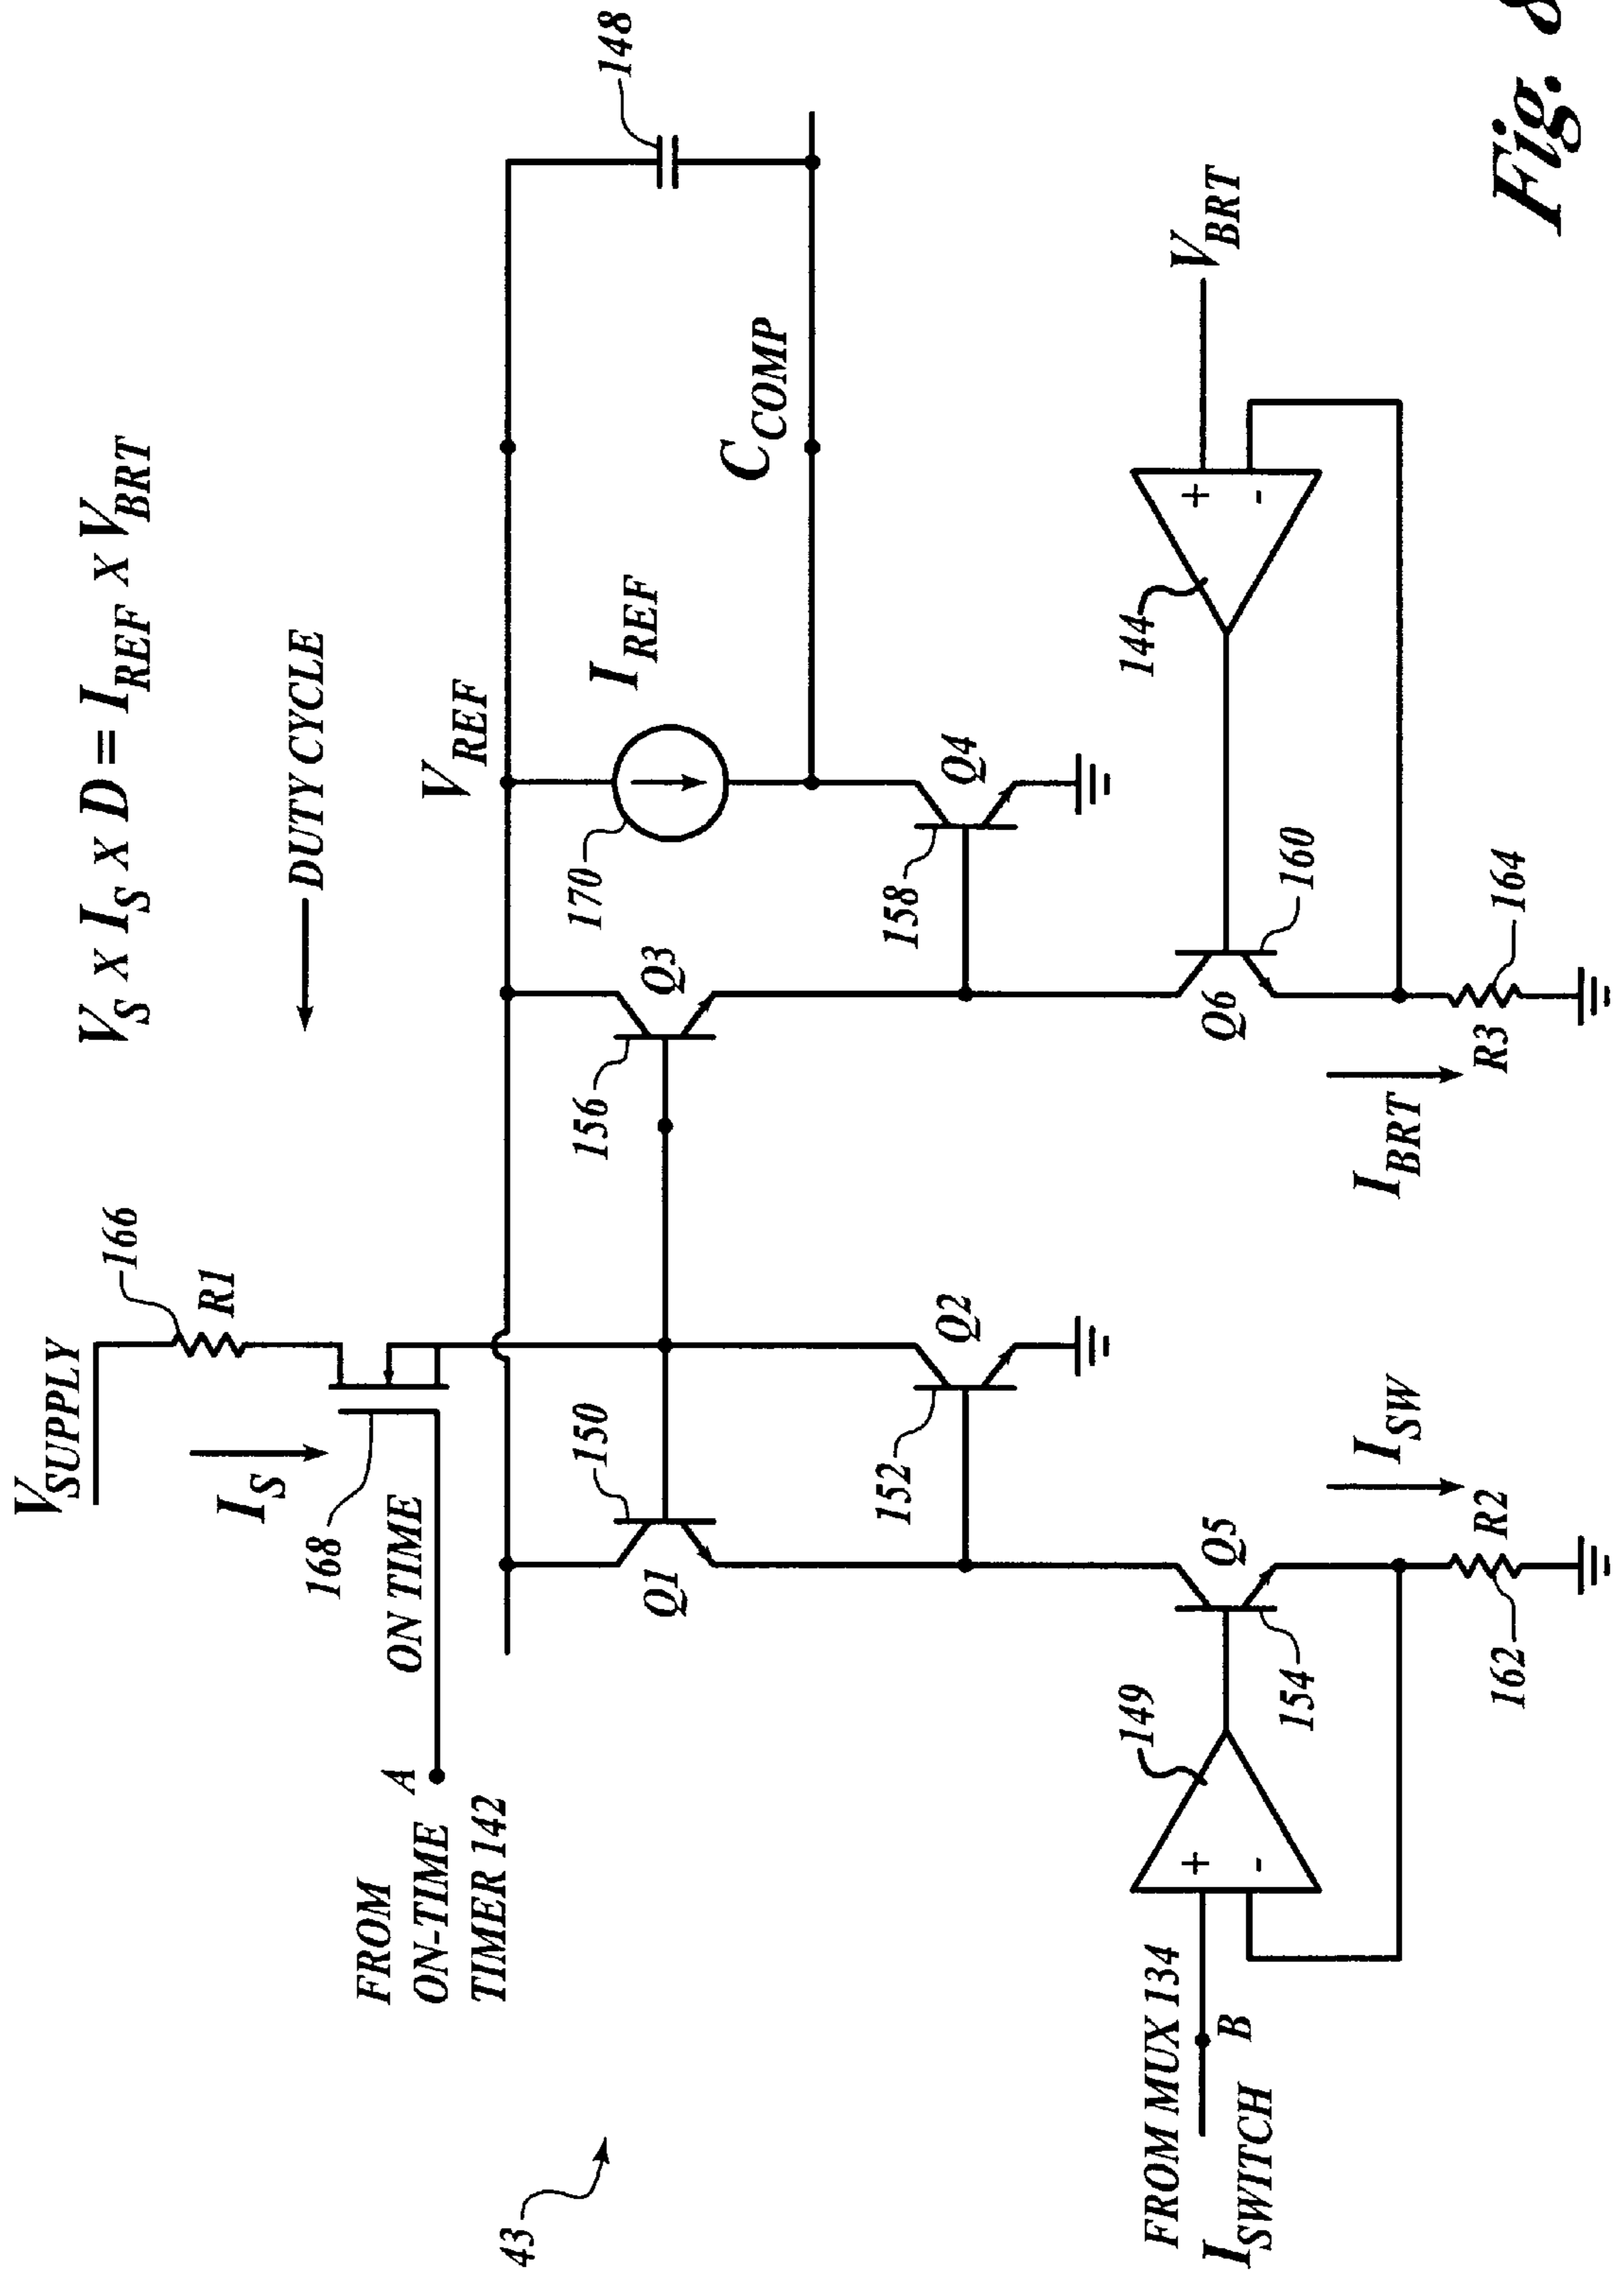 V_S X I_S X D = I_REF X V_BRT
DUTY CYCLE
V_SUPPLY
166
R1
I_S
168
ON TIME
FROM
ON-TIME
TIMER 142
A
V_REF
I_REF
170
148
C_COMP
150
Q1
156
Q3
152
Q2
158
Q4
149
FROM MUX 134
B
I_SWITCH
Q5
154
I_SW
R2
162
Q6
160
144
V_BRT
+
-
+
-
I_BRT
R3
164
43
Fig. 8